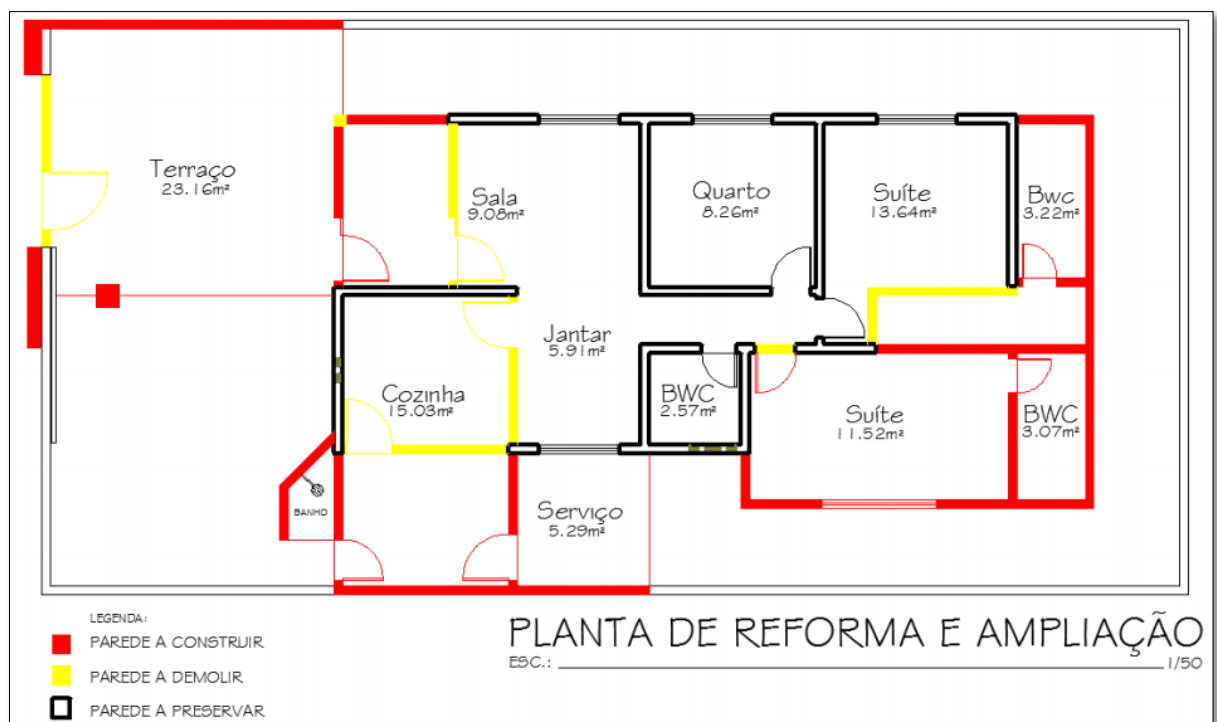 Terraço
23.16m²
Sala
9.08m²
Quarto
8.26m²
Suíte
13.64m²
Bwc
3.22m²
Jantar
5.91m²
Cozinha
15.03m²
BWC
2.57m²
Suíte
11.52m²
BWC
3.07m²
BANHO
Serviço
5.29m²
LEGENDA:
PAREDE A CONSTRUIR
PAREDE A DEMOLIR
PAREDE A PRESERVAR
PLANTA DE REFORMA E AMPLIAÇÃO
ESC.: 1/50